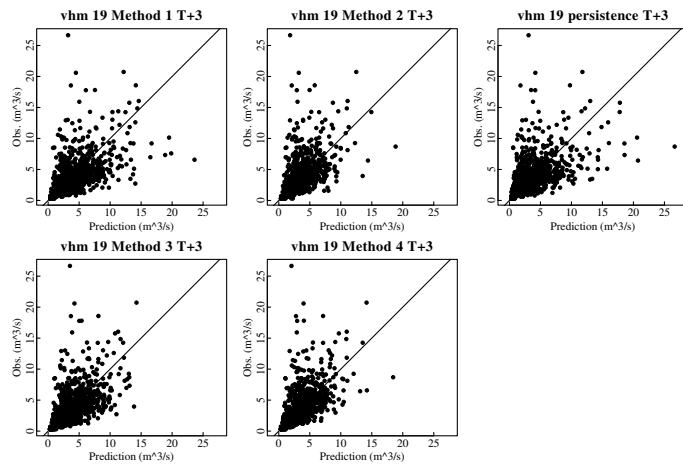 vhm 19 Method 1 T+3
Obs. (m^3/s)
25
20
15
10
5
0
0 5 10 15 20 25
Prediction (m^3/s)
vhm 19 Method 2 T+3
Obs. (m^3/s)
25
20
15
10
5
0
0 5 10 15 20 25
Prediction (m^3/s)
vhm 19 persistence T+3
Obs. (m^3/s)
25
20
15
10
5
0
0 5 10 15 20 25
Prediction (m^3/s)
vhm 19 Method 3 T+3
Obs. (m^3/s)
25
20
15
10
5
0
0 5 10 15 20 25
Prediction (m^3/s)
vhm 19 Method 4 T+3
Obs. (m^3/s)
25
20
15
10
5
0
0 5 10 15 20 25
Prediction (m^3/s)